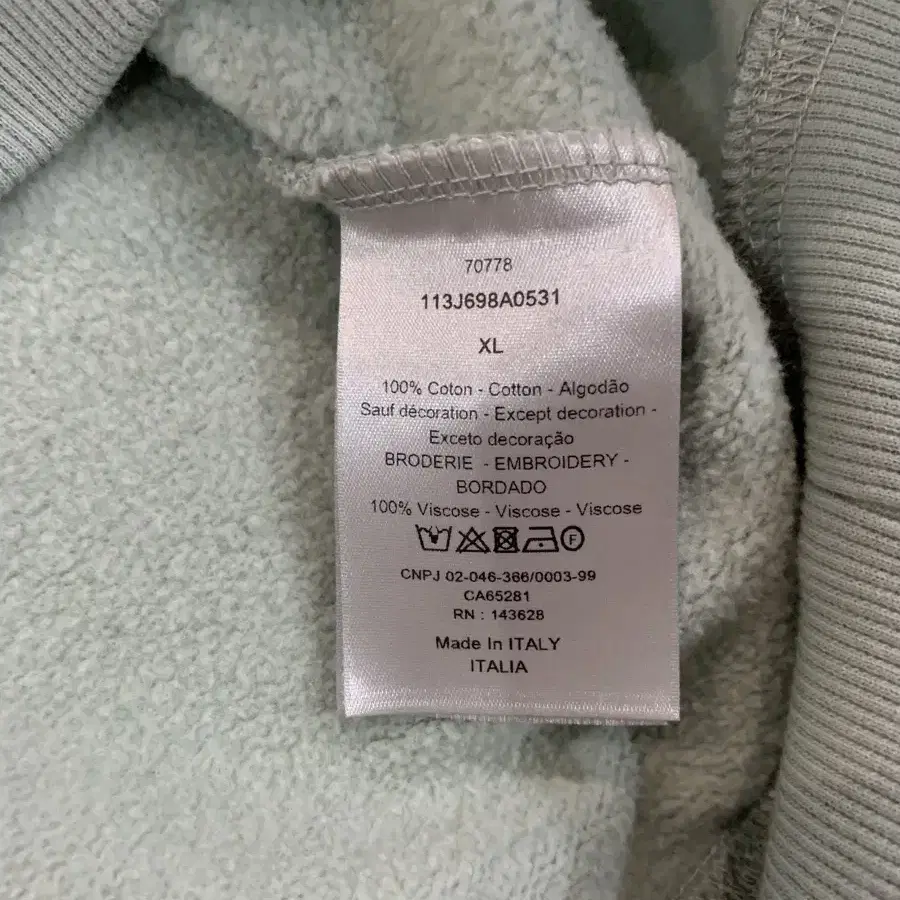 70778
113J698A0531
XL
100% Coton - Cotton - Algodão
Sauf décoration - Except decoration -
Exceto decoração
BRODERIE - EMBROIDERY -
BORDADO
100% Viscose - Viscose - Viscose
F
CNPJ 02-046-366/0003-99
CA65281
RN : 143628
Made In ITALY
ITALIA